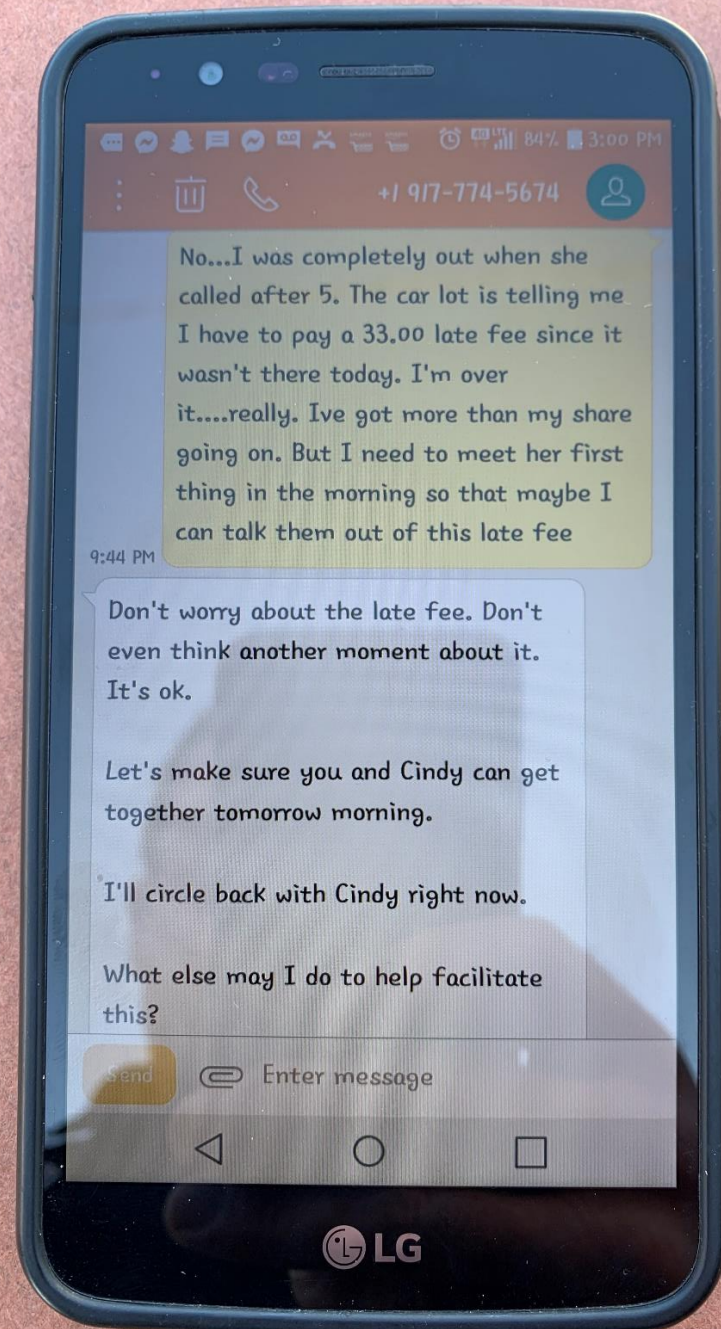 84% 3:00 PM
+1 917-774-5674
No...I was completely out when she
called after 5. The car lot is telling me
I have to pay a 33.00 late fee since it
wasn't there today. I'm over
it....really. Ive got more than my share
going on. But I need to meet her first
thing in the morning so that maybe I
can talk them out of this late fee
9:44 PM
Don't worry about the late fee. Don't
even think another moment about it.
It's ok.
Let's make sure you and Cindy can get
together tomorrow morning.
I'll circle back with Cindy right now.
What else may I do to help facilitate
this?
Send Enter message
LG